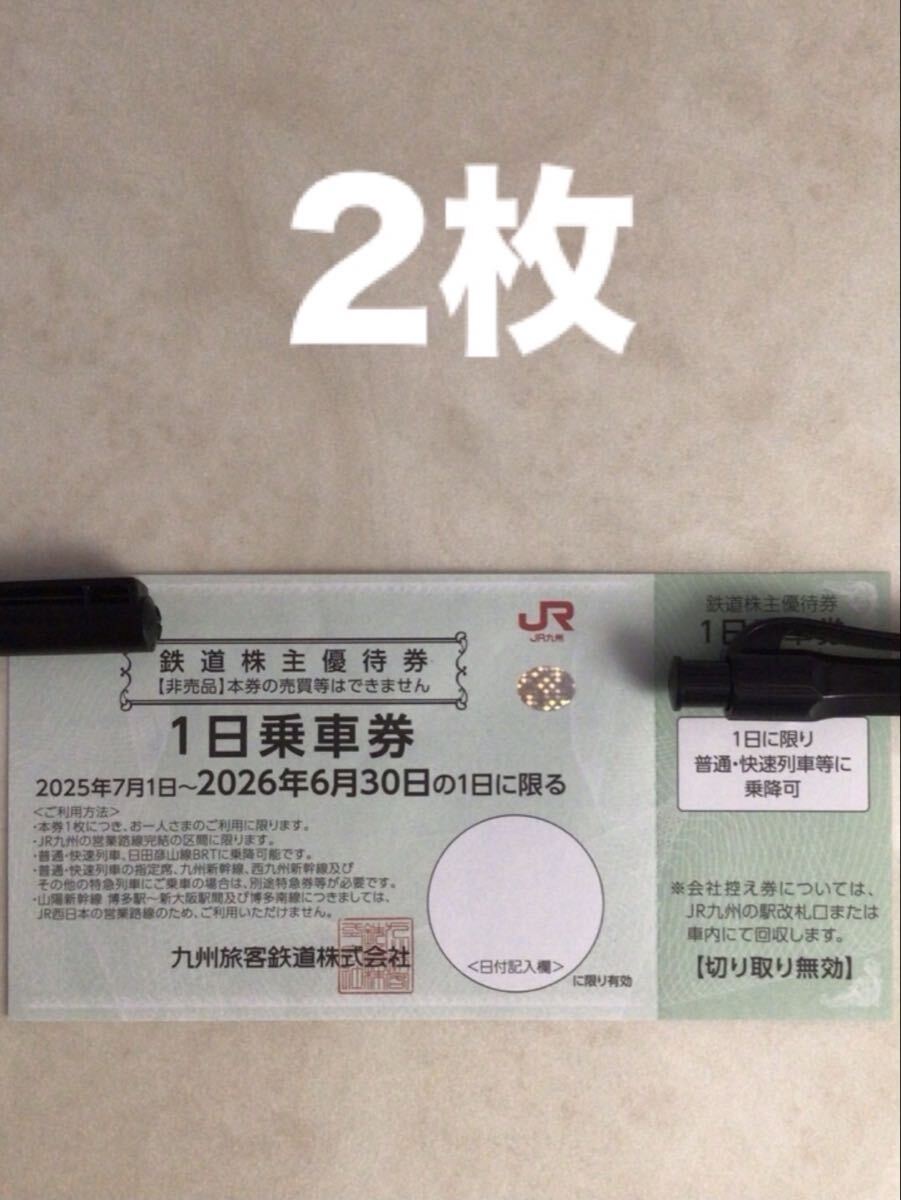 2枚
JR
JR九州
鉄道株主優待券
【非売品】本券の売買等はできません
1日乗車券
2025年7月1日~2026年6月30日の1日に限る
<ご利用方法>
・本券1枚につき、お一人さまのご利用に限ります。
・JR九州の営業路線完結の区間に限ります。
・普通・快速列車、日田彦山線BRTに乗降可能です。
・普通・快速列車の指定席、九州新幹線、西九州新幹線及び
その他の特急列車にご乗車の場合は、別途特急券等が必要です。
・山陽新幹線 博多駅~新大阪駅間及び博多南線につきましては、
JR西日本の営業路線のため、ご利用いただけません。
九州旅客鉄道株式会社
<日付記入欄>
に限り有効
鉄道株主優待券
1日
車券
1日に限り
普通・快速列車等に
乗降可
※会社控え券については、
JR九州の駅改札口または
車内にて回収します。
【切り取り無効】